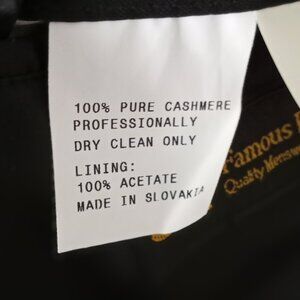 100% PURE CASHMERE
PROFESSIONALLY
DRY CLEAN ONLY
LINING:
100% ACETATE
MADE IN SLOVAKIA
Famous
Quality